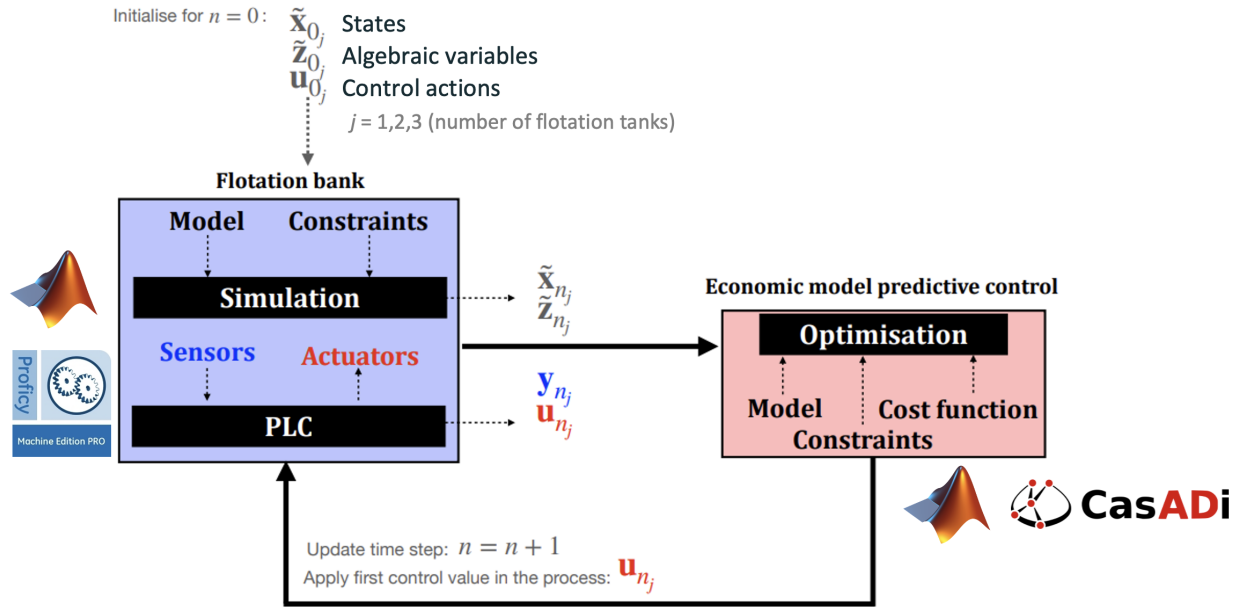 Initialise for n = 0 :
x̃₀ⱼ States
z̃₀ⱼ Algebraic variables
u₀ⱼ Control actions
j = 1,2,3 (number of flotation tanks)
Flotation bank
Model Constraints
Simulation
x̃ₙⱼ
z̃ₙⱼ
Sensors Actuators
PLC
yₙⱼ
uₙⱼ
Proficy
Machine Edition PRO
Economic model predictive control
Optimisation
Model Cost function
Constraints
CasADi
Update time step: n = n + 1
Apply first control value in the process: uₙⱼ